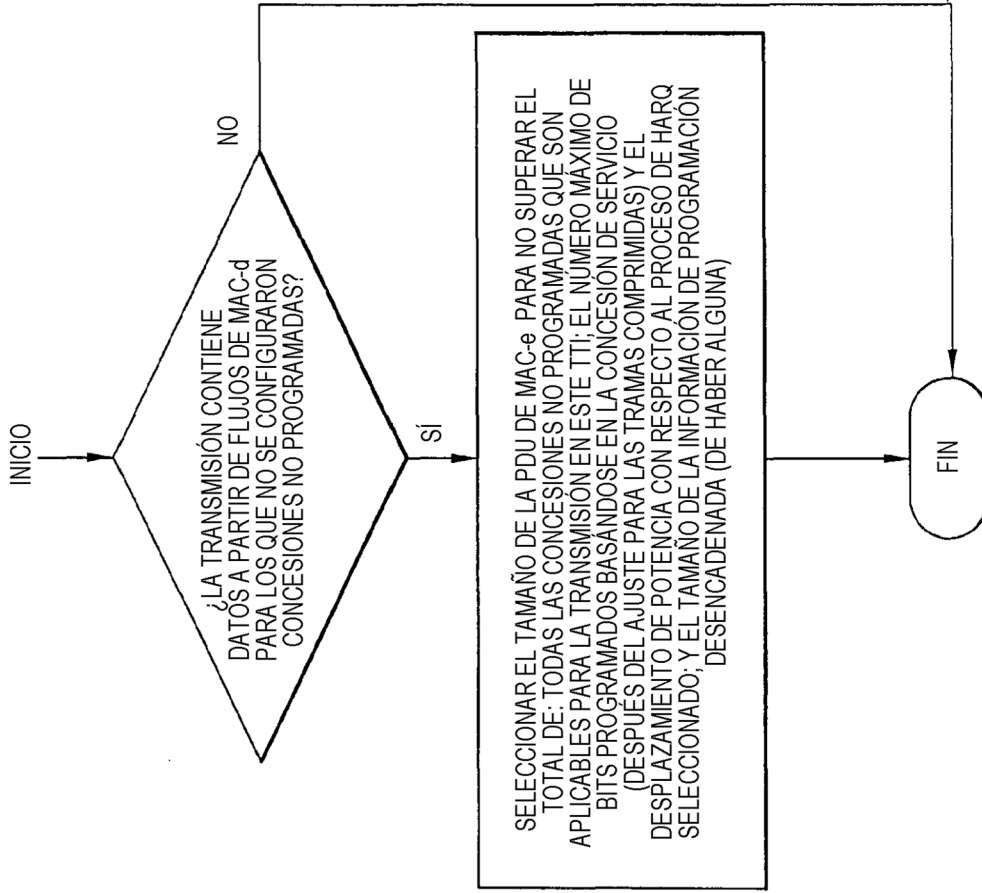 INICIO
¿LA TRANSMISIÓN CONTIENE
DATOS A PARTIR DE FLUJOS DE MAC-d
PARA LOS QUE NO SE CONFIGURARON
CONCESIONES NO PROGRAMADAS?
NO
SÍ
SELECCIONAR EL TAMAÑO DE LA PDU DE MAC-e PARA NO SUPERAR EL
TOTAL DE: TODAS LAS CONCESIONES NO PROGRAMADAS QUE SON
APLICABLES PARA LA TRANSMISIÓN EN ESTE TTI; EL NÚMERO MÁXIMO DE
BITS PROGRAMADOS BASÁNDOSE EN LA CONCESIÓN DE SERVICIO
(DESPUÉS DEL AJUSTE PARA LAS TRAMAS COMPRIMIDAS) Y EL
DESPLAZAMIENTO DE POTENCIA CON RESPECTO AL PROCESO DE HARQ
SELECCIONADO; Y EL TAMAÑO DE LA INFORMACIÓN DE PROGRAMACIÓN
DESENCADENADA (DE HABER ALGUNA)
FIN